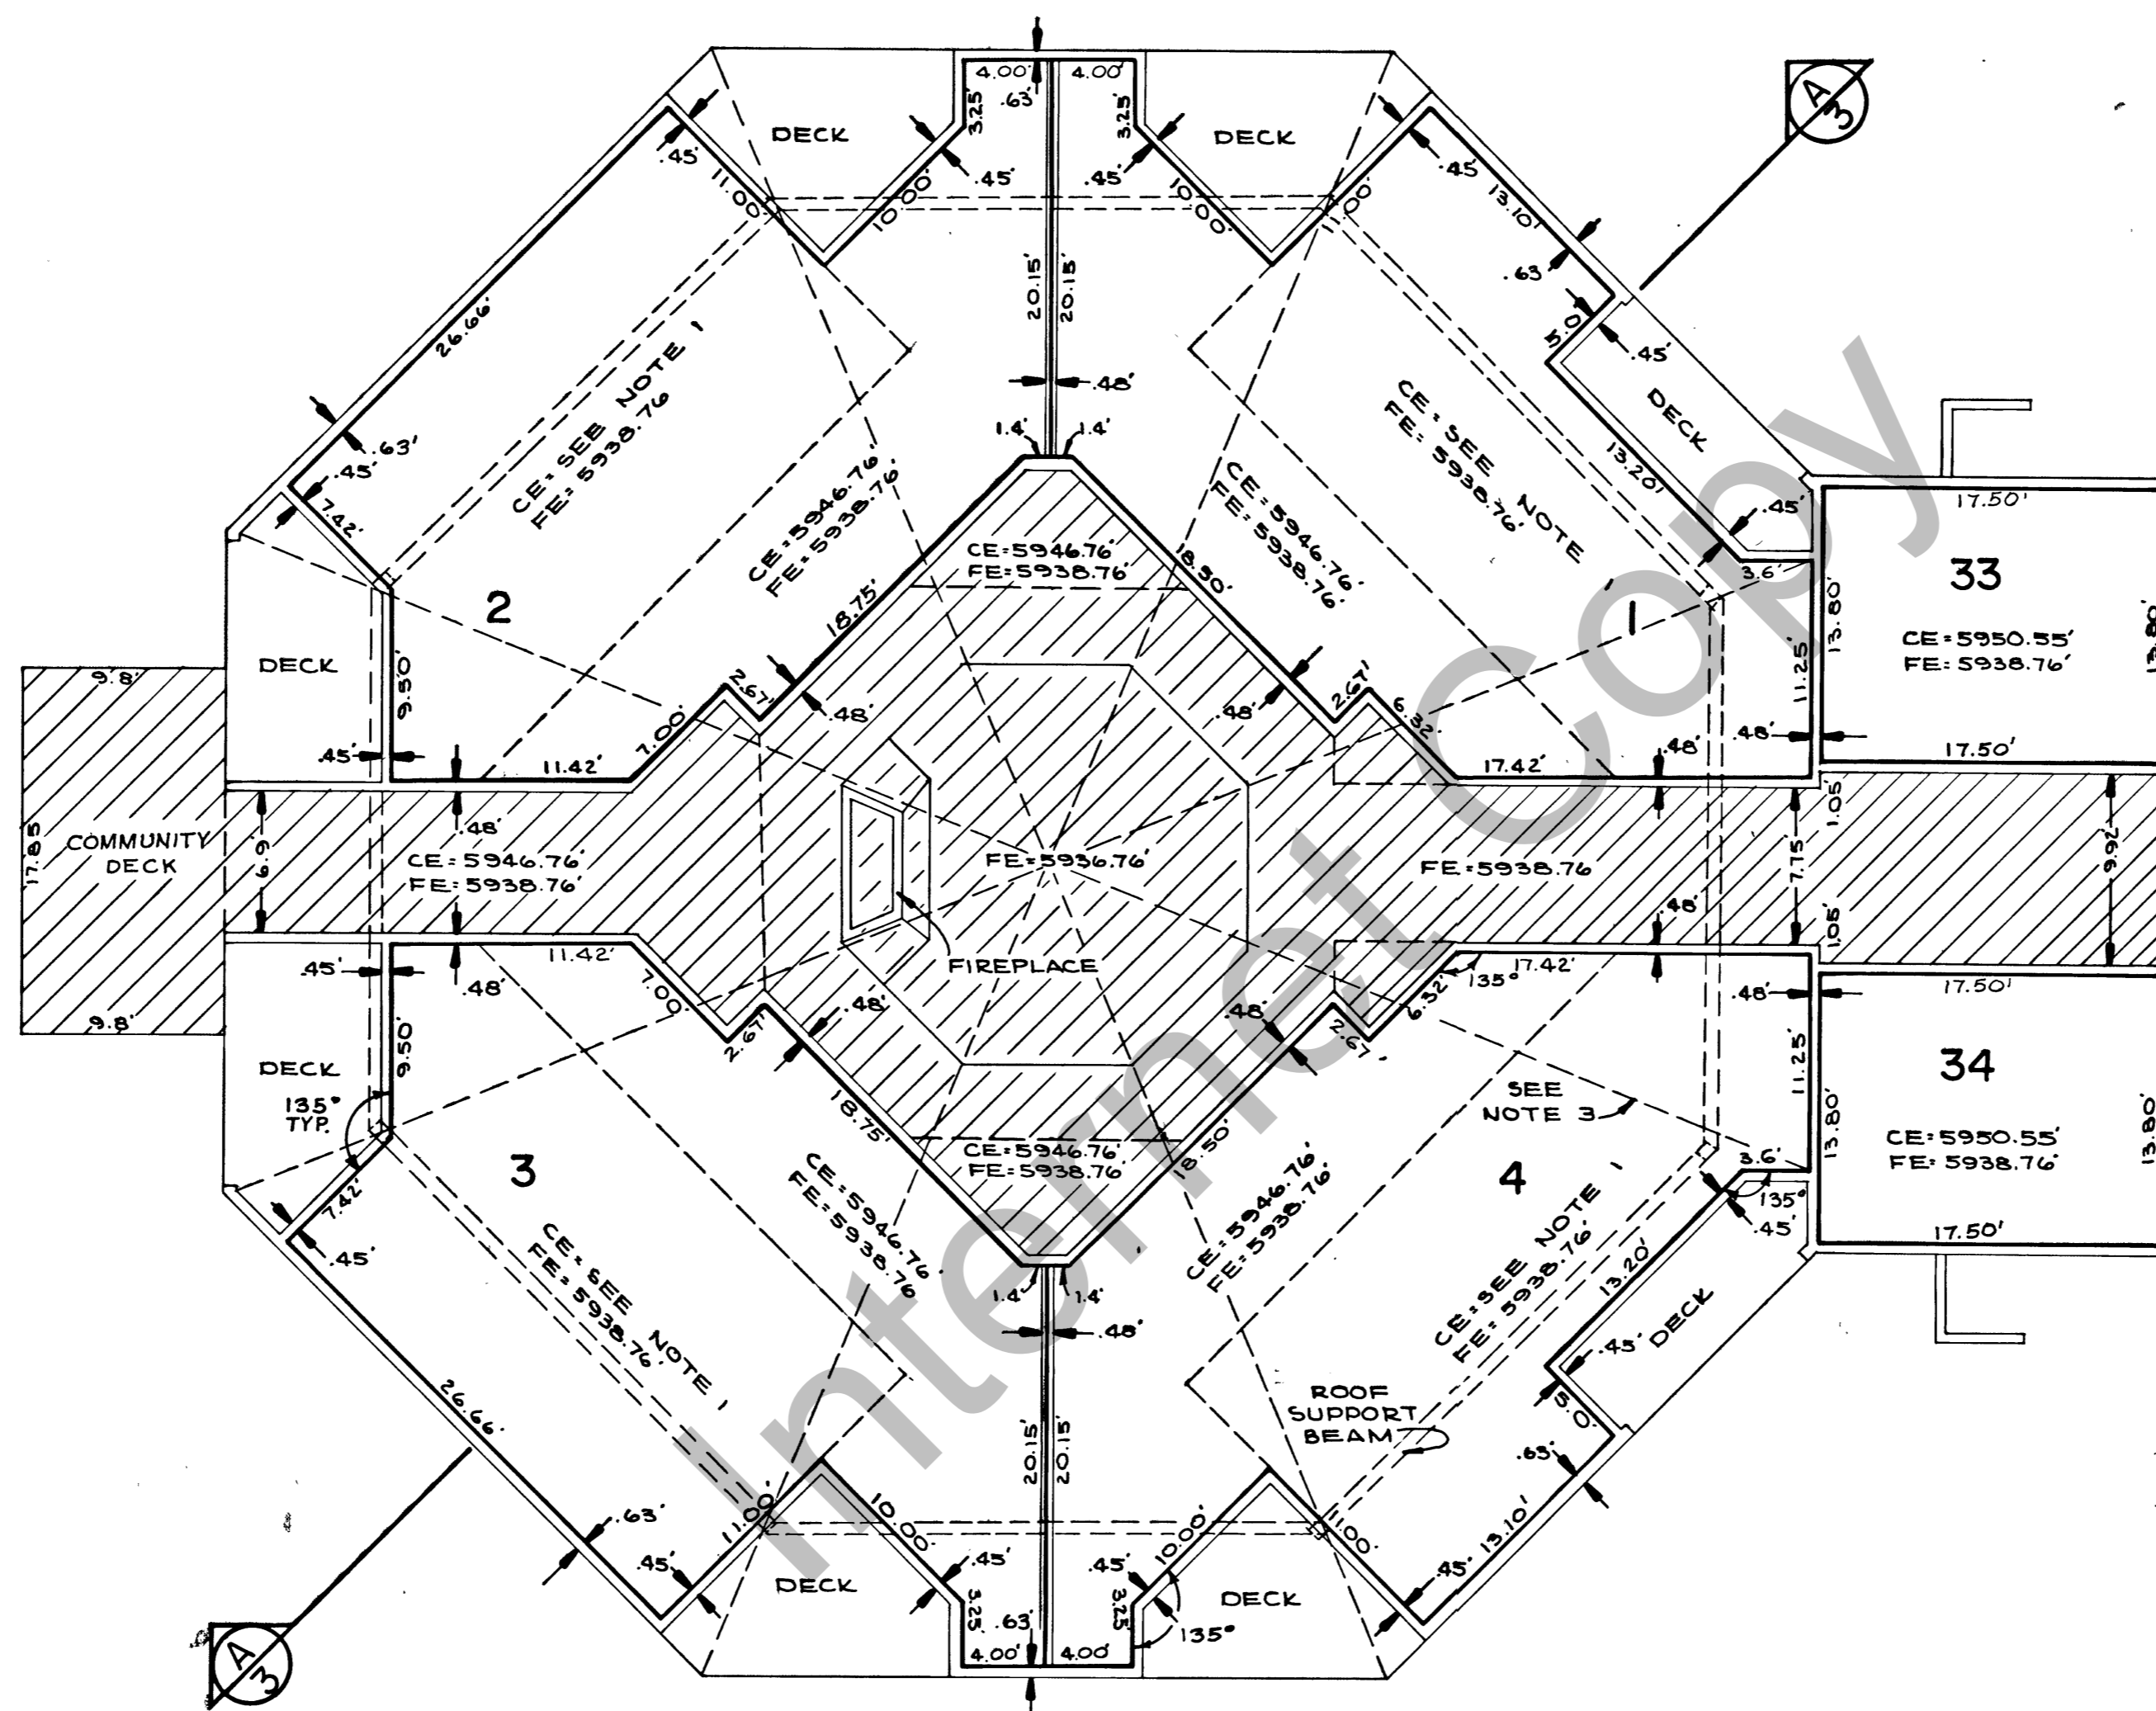 4.00'
4.00'
.63'
3.25'
3.25'
DECK
DECK
.45'
.45'
.45'
.45
11.00'
10.00'
10.00'
11.00'
13.10'
.63
A
3
5.0'
.45'
DECK
26.66'
20.15'
20.15'
.48'
CE = SEE NOTE 1
FE = 5938.76
CE = SEE NOTE 1
FE = 5938.76'
13.20'
.45'
.63'
.45'
7.42'
1.4'
1.4'
CE=5946.76'
FE=5938.76'
CE=5946.76'
FE=5938.76'
17.50'
33
CE=5950.55'
FE=5938.76'
13.80'
13.80'
17.50'
3.6'
11.25'
1
2
CE=5946.76'
FE=5938.76'
18.75'
18.50'
DECK
9.50'
.45'
2.67'
.48'
.48'
2.67'
6.32'
7.00'
11.42'
17.42'
.48'
.48'
9.8'
17.85
COMMUNITY
DECK
6.9'
.48'
CE=5946.76'
FE=5938.76'
FE=5936.76'
FE=5938.76
7.75'
1.05'
1.05'
9.92'
.48'
FIREPLACE
9.8'
.45'
.48'
11.42'
7.00'
2.67'
.48'
.48'
2.67'
6.32'
135°
17.42'
.48'
17.50'
34
CE=5950.55'
FE=5938.76'
13.80'
13.80'
17.50'
11.25'
SEE
NOTE 3
3.6'
135°
.45'
DECK
135°
TYP.
9.50'
7.42'
.45'
3
4
18.75'
18.50'
CE=5946.76'
FE=5938.76
CE=5946.76'
FE=5938.76
CE=5946.76'
FE=5938.76'
CE = SEE NOTE 1
FE = 5938.76'
CE = SEE NOTE 1
FE = 5938.76'
13.20'
DECK
.45'
5.0'
1.4'
1.4'
.48'
ROOF
SUPPORT
BEAM
26.66'
20.15'
20.15'
.63'
11.00'
10.00'
10.00'
11.00'
13.10'
.63'
.45'
.45'
.45'
.45'
DECK
DECK
3.25'
3.25'
135°
.63'
4.00'
4.00'
A
3
Internet Copy